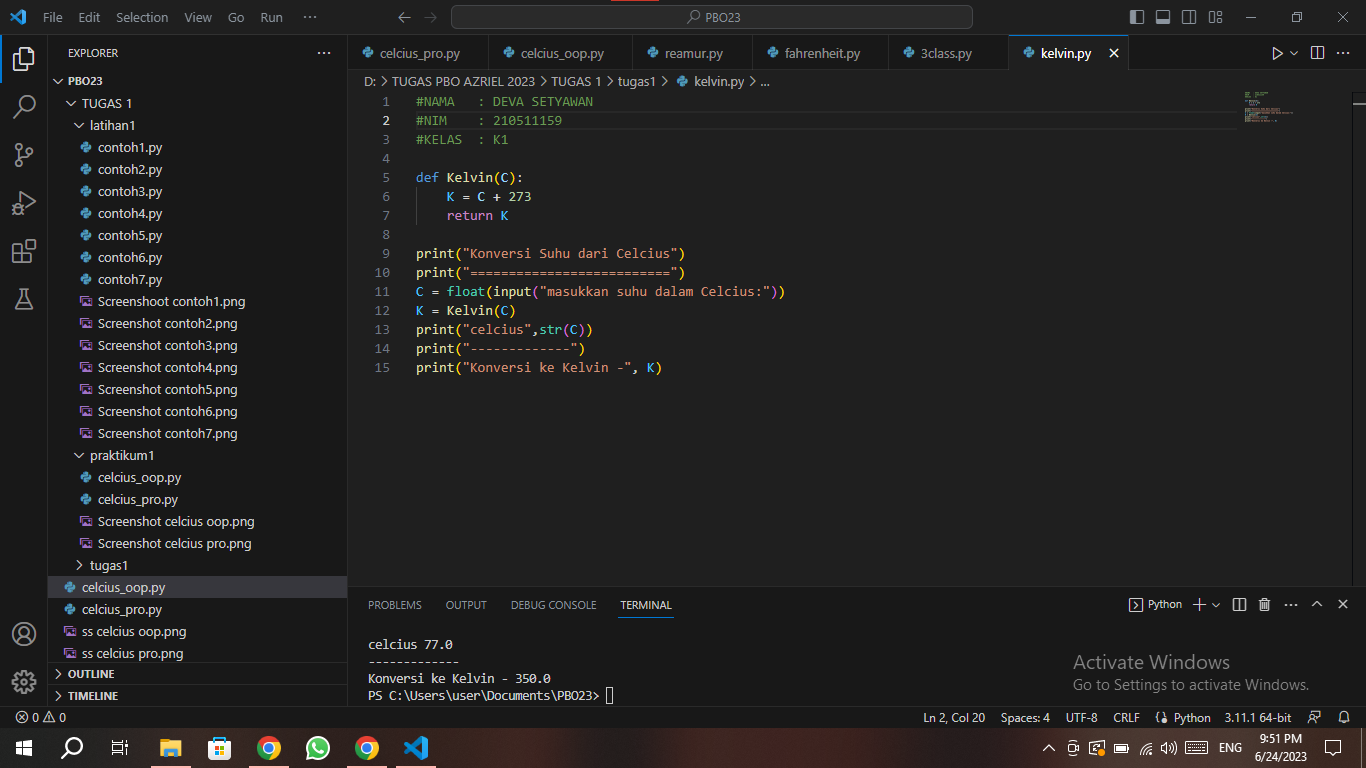 File Edit Selection View Go Run ···
PBO23
EXPLORER ···
PBO23
TUGAS 1
latihan1
contoh1.py
contoh2.py
contoh3.py
contoh4.py
contoh5.py
contoh6.py
contoh7.py
Screenshoot contoh1.png
Screenshot contoh2.png
Screenshot contoh3.png
Screenshot contoh4.png
Screenshot contoh5.png
Screenshot contoh6.png
Screenshot contoh7.png
praktikum1
celcius_oop.py
celcius_pro.py
Screenshot celcius oop.png
Screenshot celcius pro.png
tugas1
celcius_oop.py
celcius_pro.py
ss celcius oop.png
ss celcius pro.png
OUTLINE
TIMELINE
celcius_pro.py celcius_oop.py reamur.py fahrenheit.py 3class.py kelvin.py
D: > TUGAS PBO AZRIEL 2023 > TUGAS 1 > tugas1 > kelvin.py > ...
1 #NAMA   : DEVA SETYAWAN
2 #NIM    : 210511159
3 #KELAS  : K1
4
5 def Kelvin(C):
6     K = C + 273
7     return K
8
9 print("Konversi Suhu dari Celcius")
10 print("==========================")
11 C = float(input("masukkan suhu dalam Celcius:"))
12 K = Kelvin(C)
13 print("celcius",str(C))
14 print("-------------")
15 print("Konversi ke Kelvin -", K)
PROBLEMS OUTPUT DEBUG CONSOLE TERMINAL
Python
celcius 77.0
-------------
Konversi ke Kelvin - 350.0
PS C:\Users\user\Documents\PBO23>
Activate Windows
Go to Settings to activate Windows.
0 0 Ln 2, Col 20 Spaces: 4 UTF-8 CRLF Python 3.11.1 64-bit
ENG
9:51 PM
6/24/2023